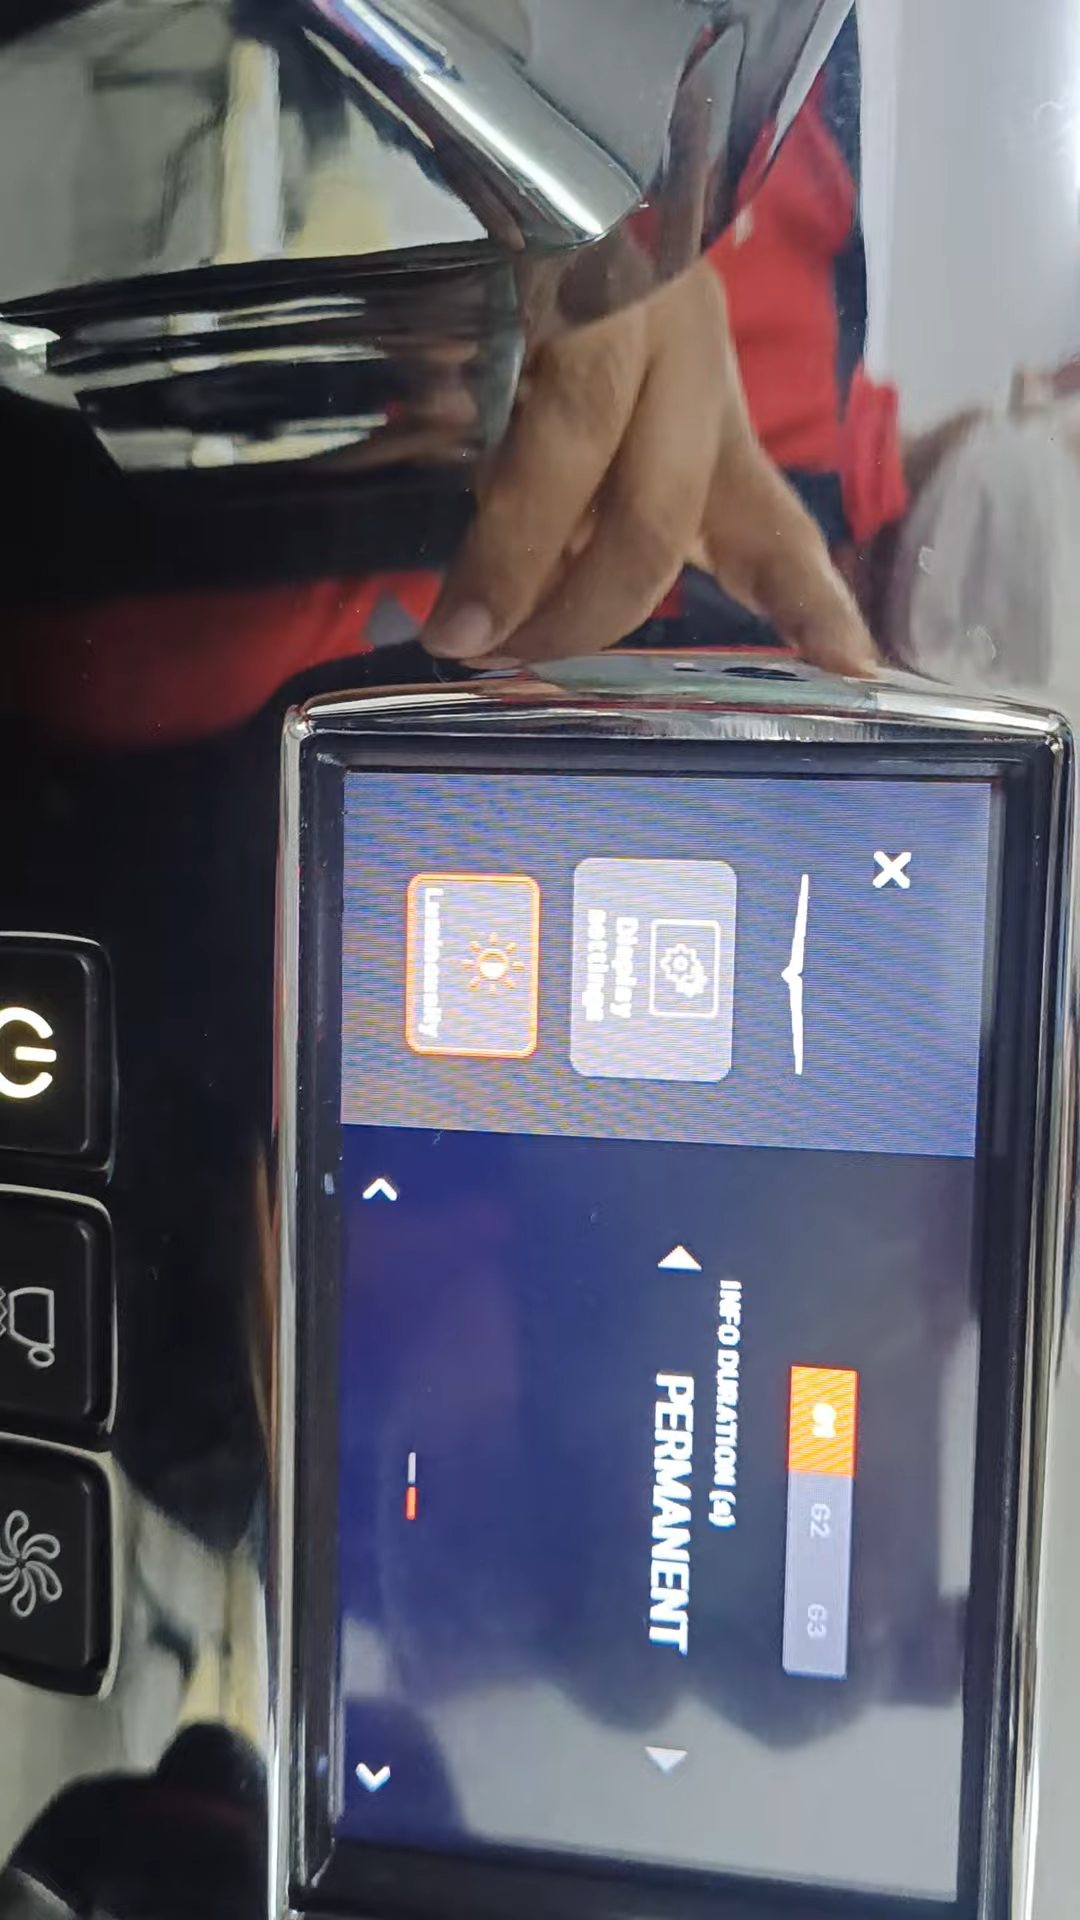 Display
settings
Luminosity
G1
G2
G3
INFO DURATION (s)
PERMANENT